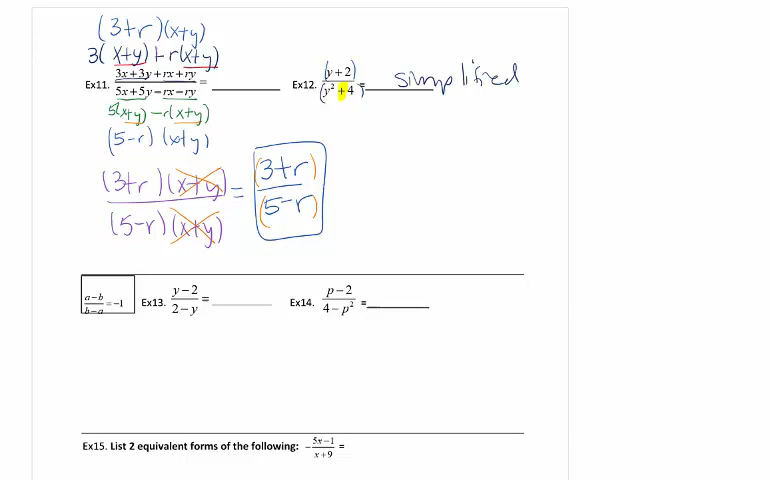 (3+r)(x+y)
3(x+y)+r(x+y)
Ex11. (3x+3y+rx+ry)/(5x+5y−rx−ry) = ________
5(x+y)−r(x+y)
(5−r)(x+y)
(3+r)(x+y)/(5−r)(x+y) = (3+r)/(5−r)
Ex12. (y+2)/(y²+4) = ________ simplified
(a−b)/(b−a) = −1
Ex13. (y−2)/(2−y) = ________
Ex14. (p−2)/(4−p²) = ________
Ex15. List 2 equivalent forms of the following: −(5x−1)/(x+9) =